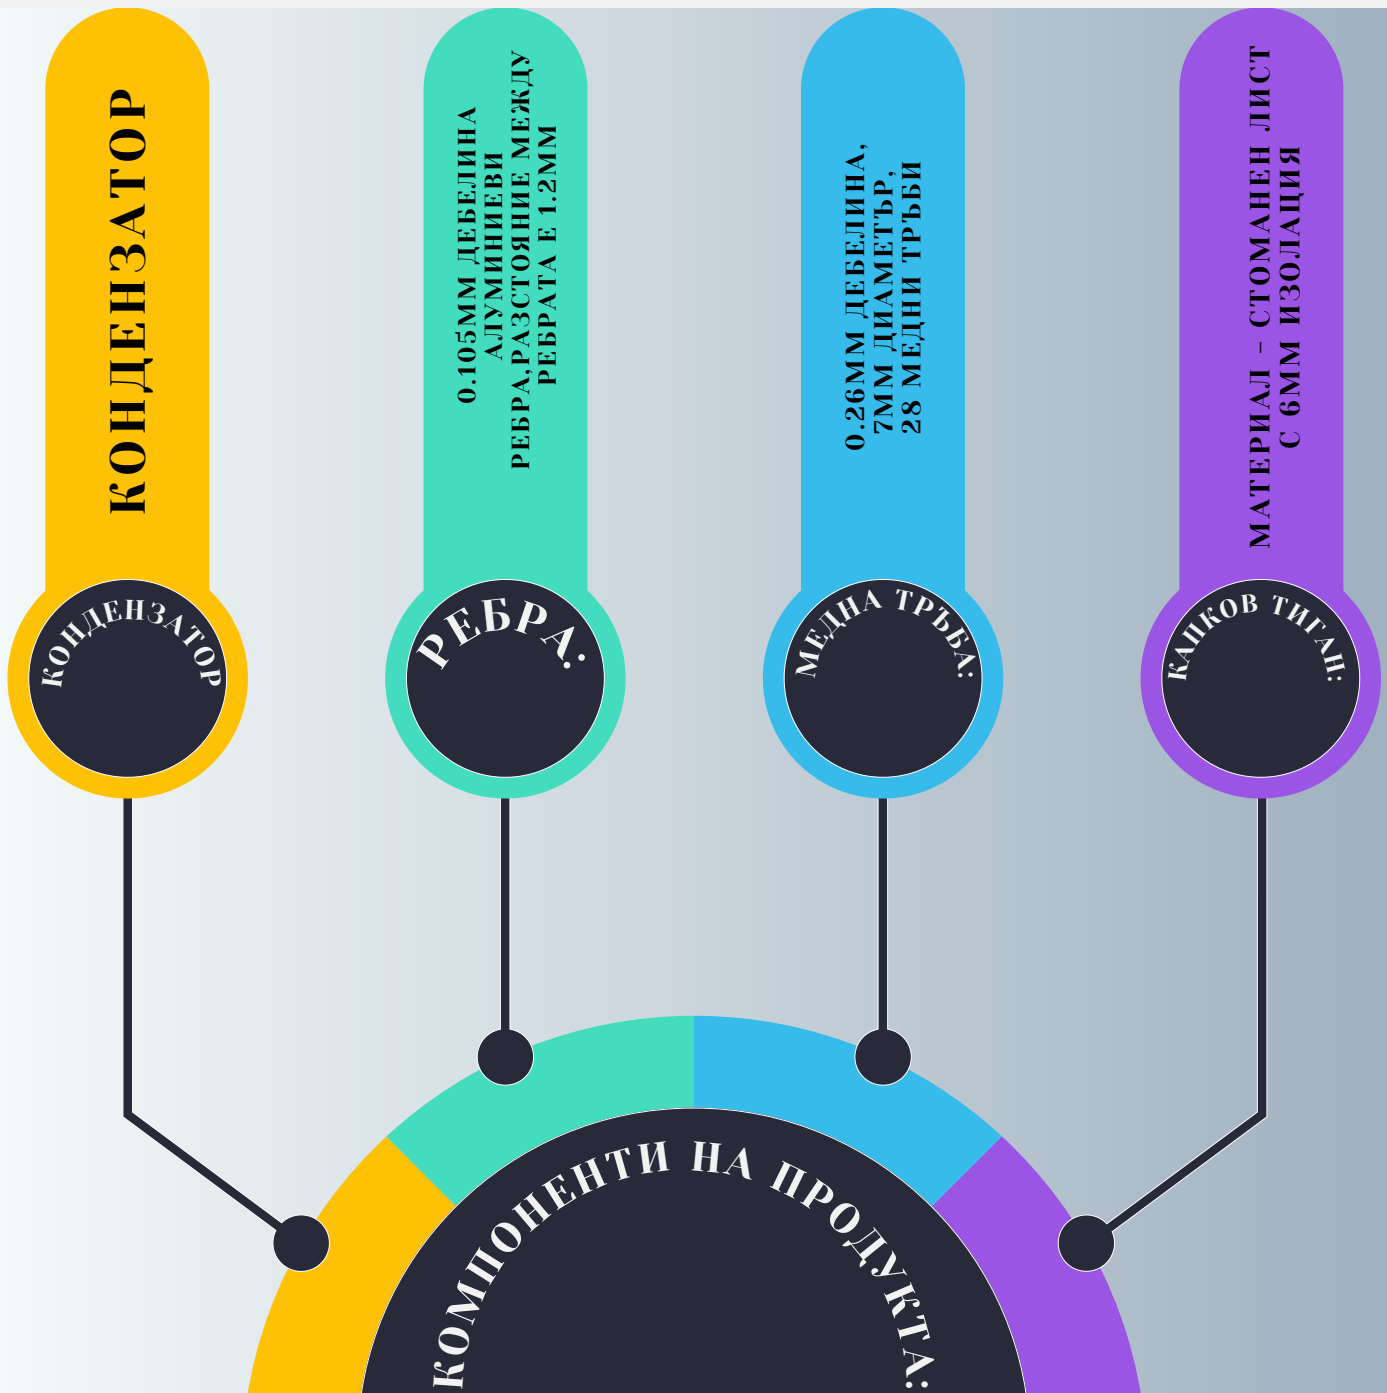 КОНДЕНЗАТОР
КОНДЕНЗАТОР
0.105ММ ДЕБЕЛИНА
АЛУМИНИЕВИ
РЕБРА,РАЗСТОЯНИЕ МЕЖДУ
РЕБРАТА Е 1.2ММ
РЕБРА:
0.26ММ ДЕБЕЛИНА,
7ММ ДИАМЕТЪР,
28 МЕДНИ ТРЪБИ
МЕДНА ТРЪБА:
МАТЕРИАЛ - СТОМАНЕН ЛИСТ
С 6ММ ИЗОЛАЦИЯ
КАПКОВ ТИГАН:
КОМПОНЕНТИ НА ПРОДУКТА: